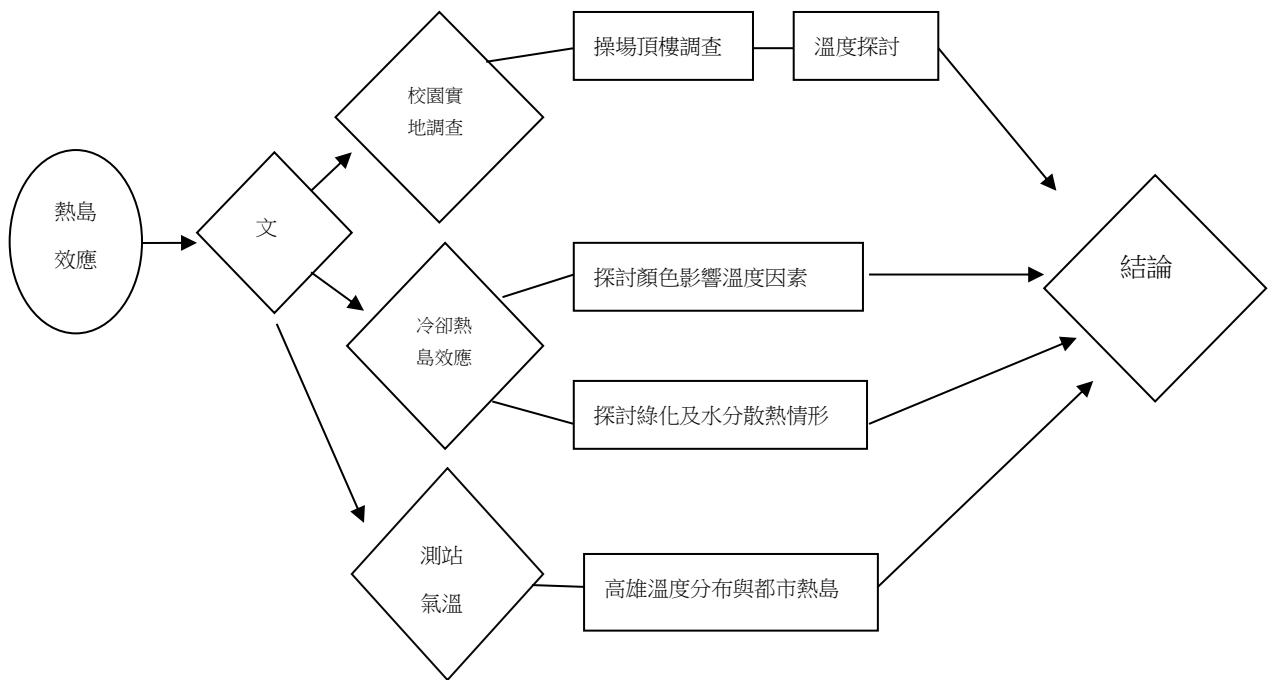 熱島
效應
文
校園實
地調查
操場頂樓調查
溫度探討
冷卻熱
島效應
探討顏色影響溫度因素
探討綠化及水分散熱情形
測站
氣溫
高雄溫度分布與都市熱島
結論